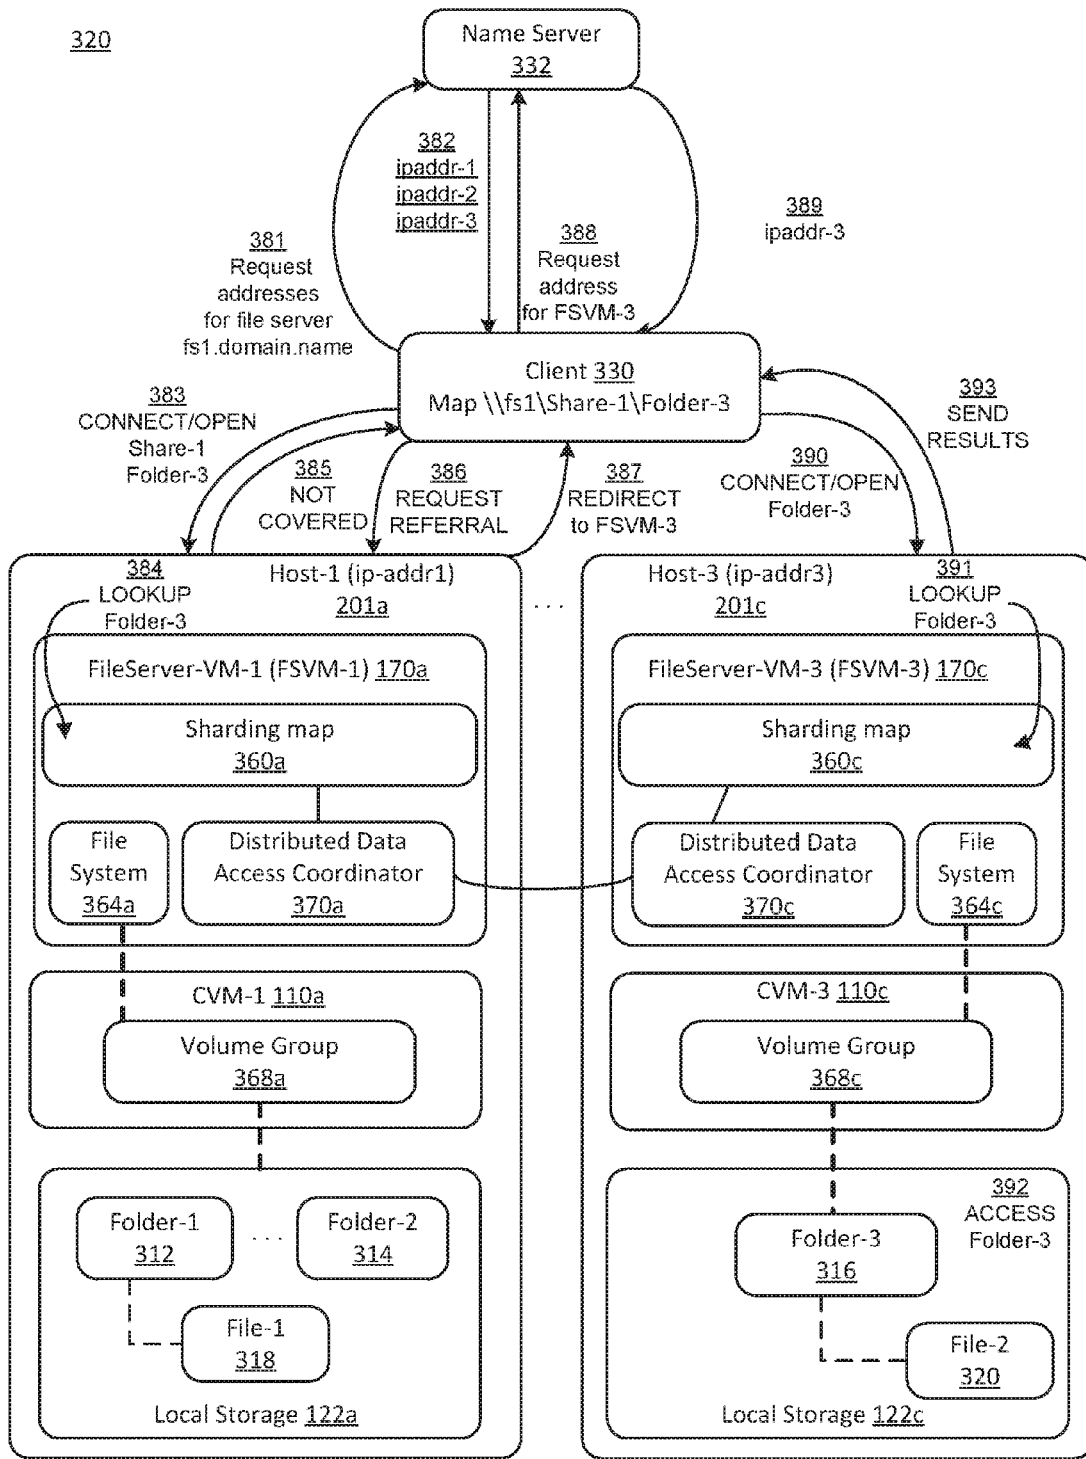 320
Name Server
332
382
ipaddr-1
ipaddr-2
ipaddr-3
389
ipaddr-3
381
Request
addresses
for file server
fs1.domain.name
388
Request
address
for FSVM-3
Client 330
Map \\fs1\Share-1\Folder-3
383
CONNECT/OPEN
Share-1
Folder-3
385
NOT
COVERED
386
REQUEST
REFERRAL
387
REDIRECT
to FSVM-3
390
CONNECT/OPEN
Folder-3
393
SEND
RESULTS
384
LOOKUP
Folder-3
Host-1 (ip-addr1)
201a
. . .
Host-3 (ip-addr3)
201c
391
LOOKUP
Folder-3
FileServer-VM-1 (FSVM-1) 170a
Sharding map
360a
File
System
364a
Distributed Data
Access Coordinator
370a
FileServer-VM-3 (FSVM-3) 170c
Sharding map
360c
Distributed Data
Access Coordinator
370c
File
System
364c
CVM-1 110a
Volume Group
368a
CVM-3 110c
Volume Group
368c
Folder-1
312
. . .
Folder-2
314
File-1
318
Local Storage 122a
392
ACCESS
Folder-3
Folder-3
316
File-2
320
Local Storage 122c